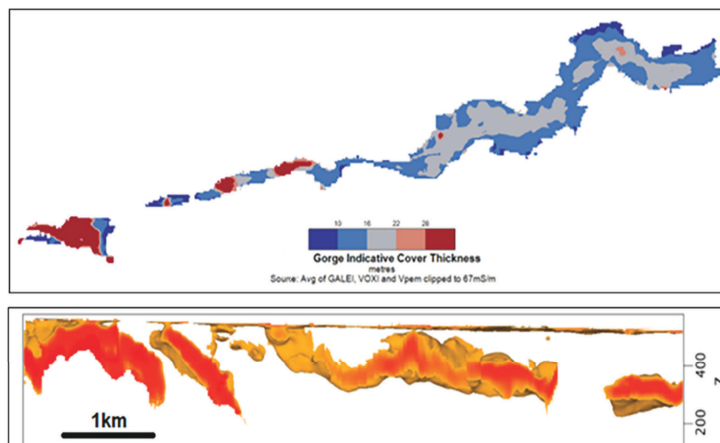 10 16 22 28
Gorge Indicative Cover Thickness
metres
Sourne: Avg of GALEI, VOXI and Vpem clipped to 67mS/m
400
Z
200
1km